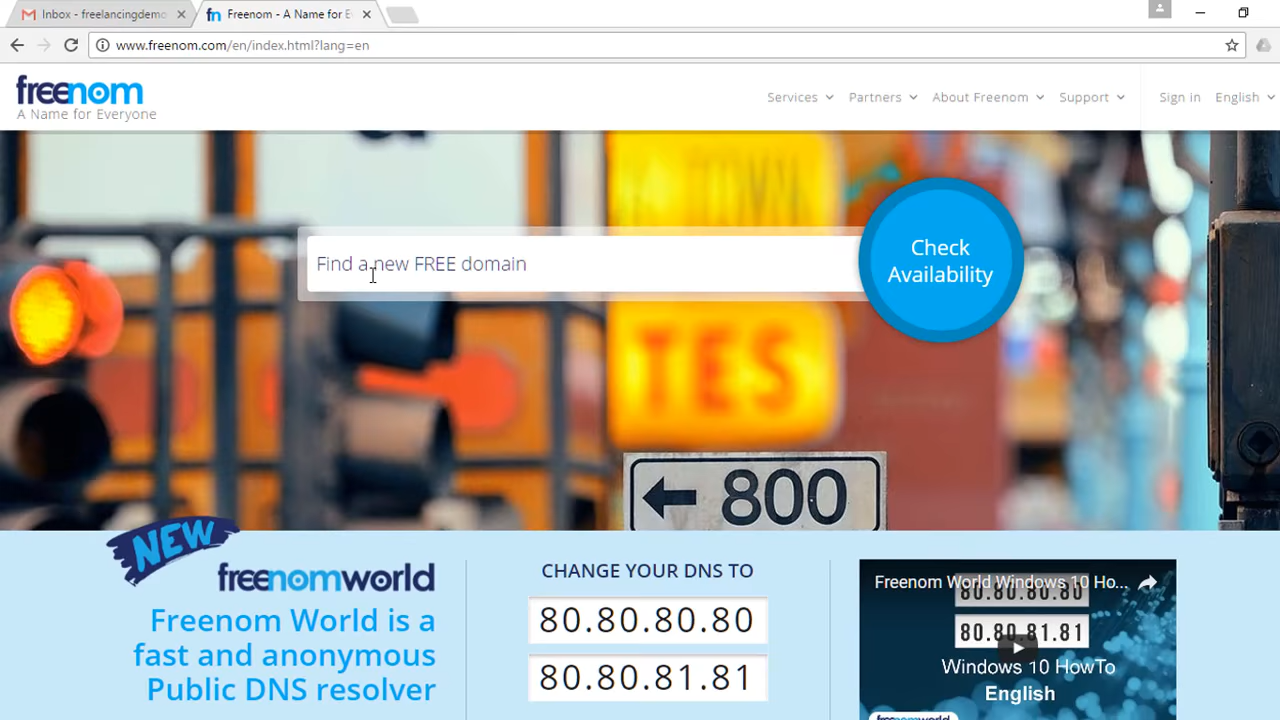 Inbox - freelancingdemo
Freenom - A Name for E
www.freenom.com/en/index.html?lang=en
freenom
A Name for Everyone
Services
Partners
About Freenom
Support
Sign in
English
TOWN
Find a new FREE domain
Check
Availability
TES
800
NEW
freenomworld
Freenom World is a
fast and anonymous
Public DNS resolver
CHANGE YOUR DNS TO
80.80.80.80
80.80.81.81
Freenom World Windows 10 Ho...
80.80.80.80
80.80.81.81
Windows 10 HowTo
English
freenomworld